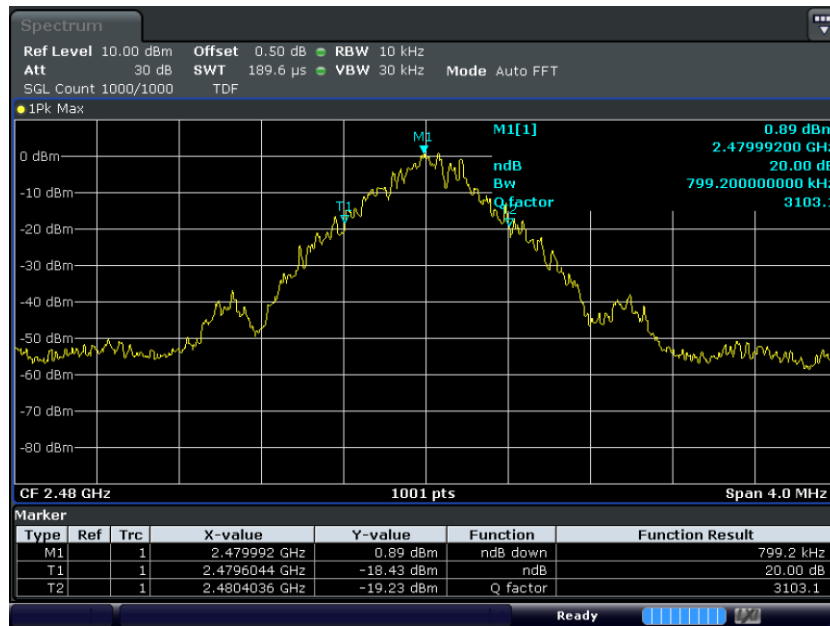 Spectrum
Ref Level 10.00 dBm Offset 0.50 dB RBW 10 kHz
Att 30 dB SWT 189.6 µs VBW 30 kHz Mode Auto FFT
SGL Count 1000/1000 TDF
1Pk Max
M1[1] 0.89 dBm
2.47999200 GHz
ndB 20.00 dB
Bw 799.200000000 kHz
Q factor 3103.1
M1
T1
T2
0 dBm
-10 dBm
-20 dBm
-30 dBm
-40 dBm
-50 dBm
-60 dBm
-70 dBm
-80 dBm
CF 2.48 GHz 1001 pts Span 4.0 MHz
Marker
Type Ref Trc X-value Y-value Function Function Result
M1 1 2.479992 GHz 0.89 dBm ndB down 799.2 kHz
T1 1 2.4796044 GHz -18.43 dBm ndB 20.00 dB
T2 1 2.4804036 GHz -19.23 dBm Q factor 3103.1
Ready